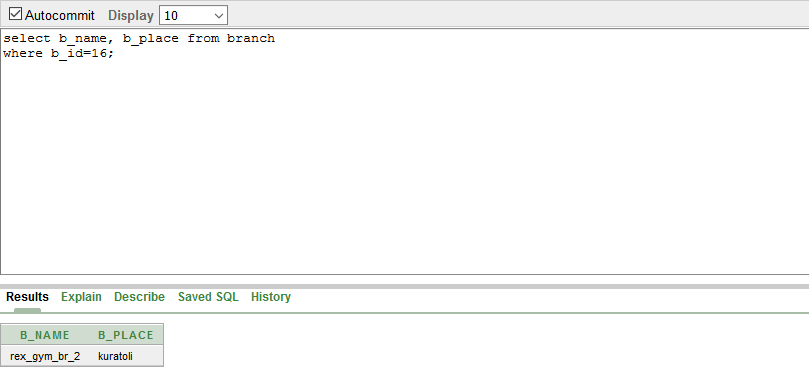 Autocommit Display 10
select b_name, b_place from branch
where b_id=16;
Results Explain Describe Saved SQL History
B_NAME B_PLACE
rex_gym_br_2 kuratoli